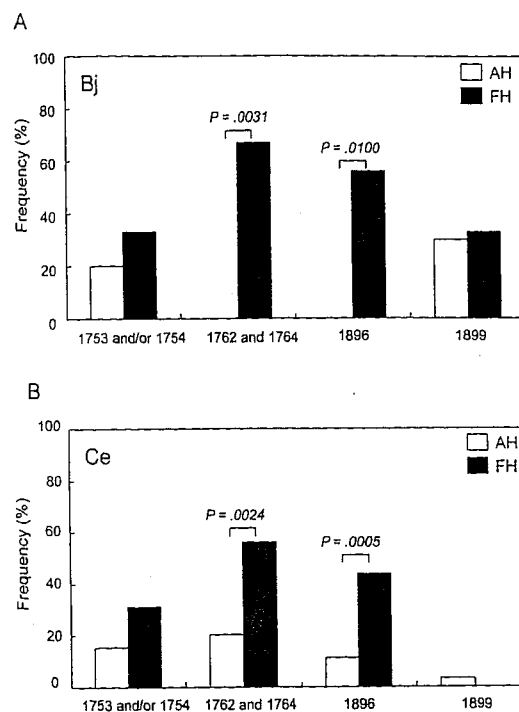 A
100
80
60
40
20
0
Frequency (%)
Bj
AH
FH
P = .0031
P = .0100
1753 and/or 1754
1762 and 1764
1896
1899
B
100
80
60
40
20
0
Frequency (%)
Ce
AH
FH
P = .0024
P = .0005
1753 and/or 1754
1762 and 1764
1896
1899